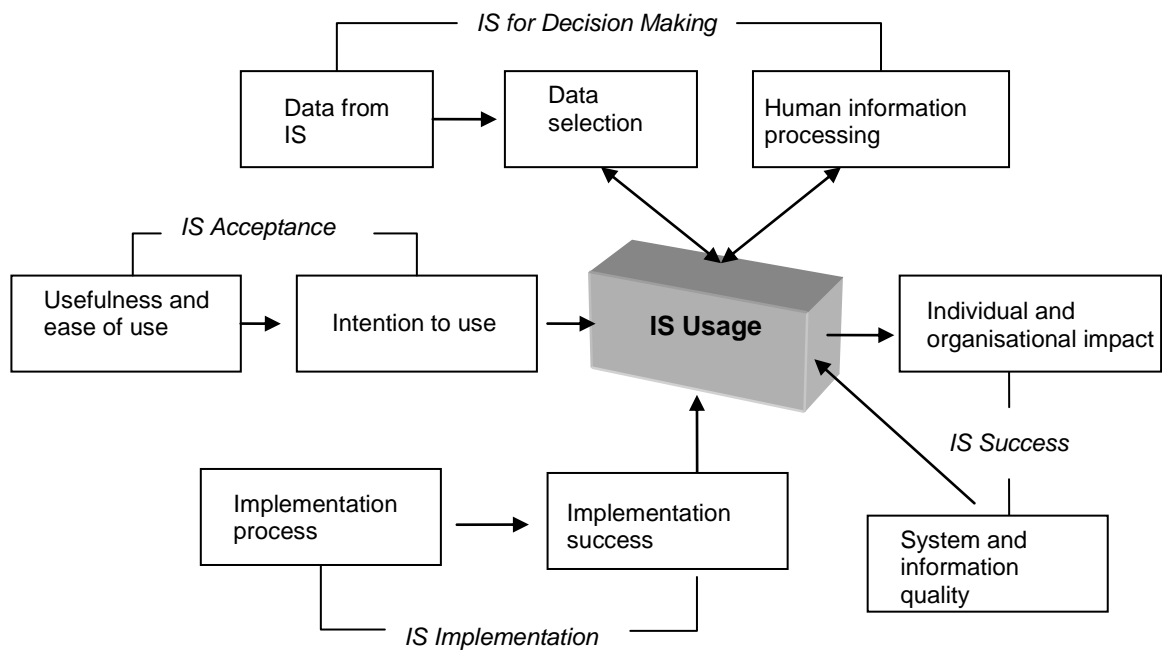 IS for Decision Making
Data from
IS
Data
selection
Human information
processing
IS Acceptance
Usefulness and
ease of use
Intention to use
IS Usage
Individual and
organisational impact
IS Success
Implementation
process
Implementation
success
System and
information
quality
IS Implementation